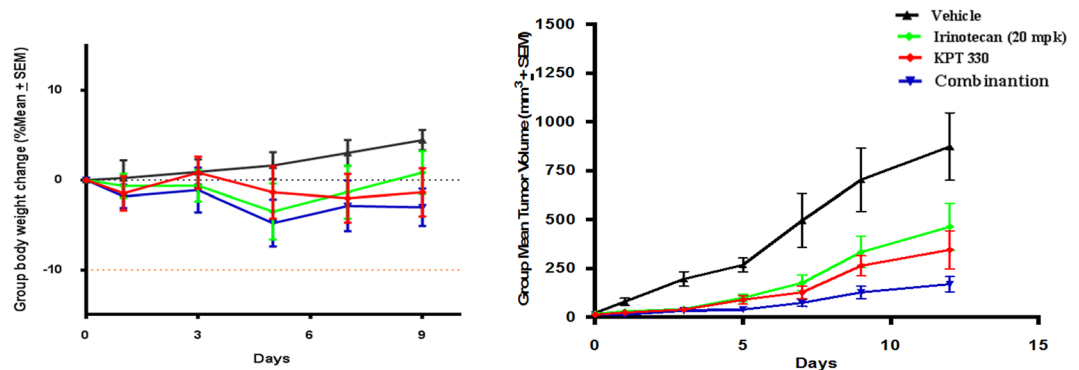 Group body weight change (%Mean ± SEM)
10
0
-10
0
3
6
9
Days
Group Mean Tumor Volume (mm³ ± SEM)
1500
1250
1000
750
500
250
0
0
5
10
15
Days
Vehicle
Irinotecan (20 mpk)
KPT 330
Combinantion